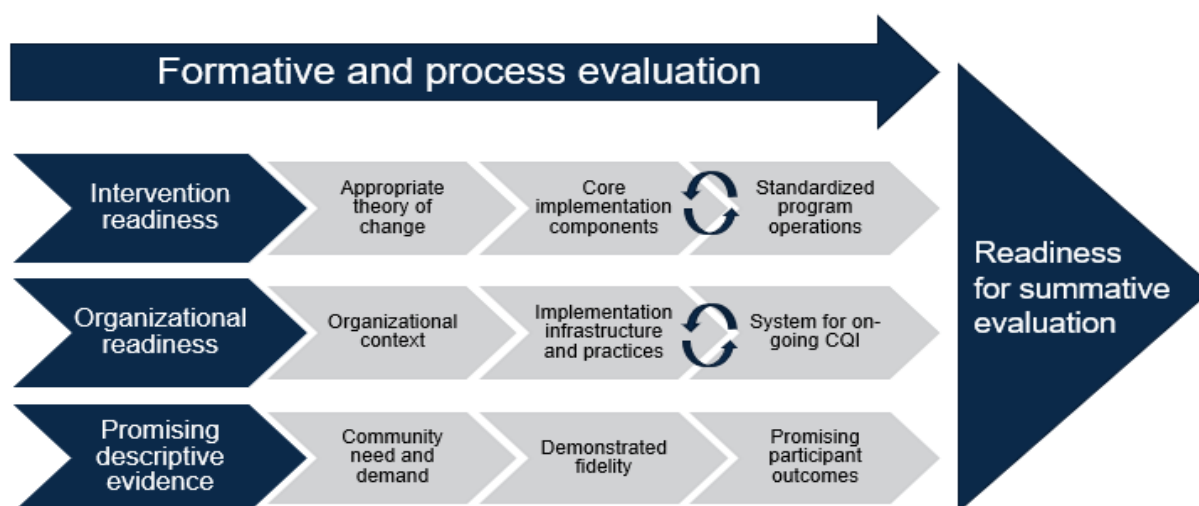 Formative and process evaluation
Intervention
readiness
Appropriate
theory of
change
Core
implementation
components
Standardized
program
operations
Organizational
readiness
Organizational
context
Implementation
infrastructure
and practices
System for on-
going CQI
Promising
descriptive
evidence
Community
need and
demand
Demonstrated
fidelity
Promising
participant
outcomes
Readiness
for summative
evaluation